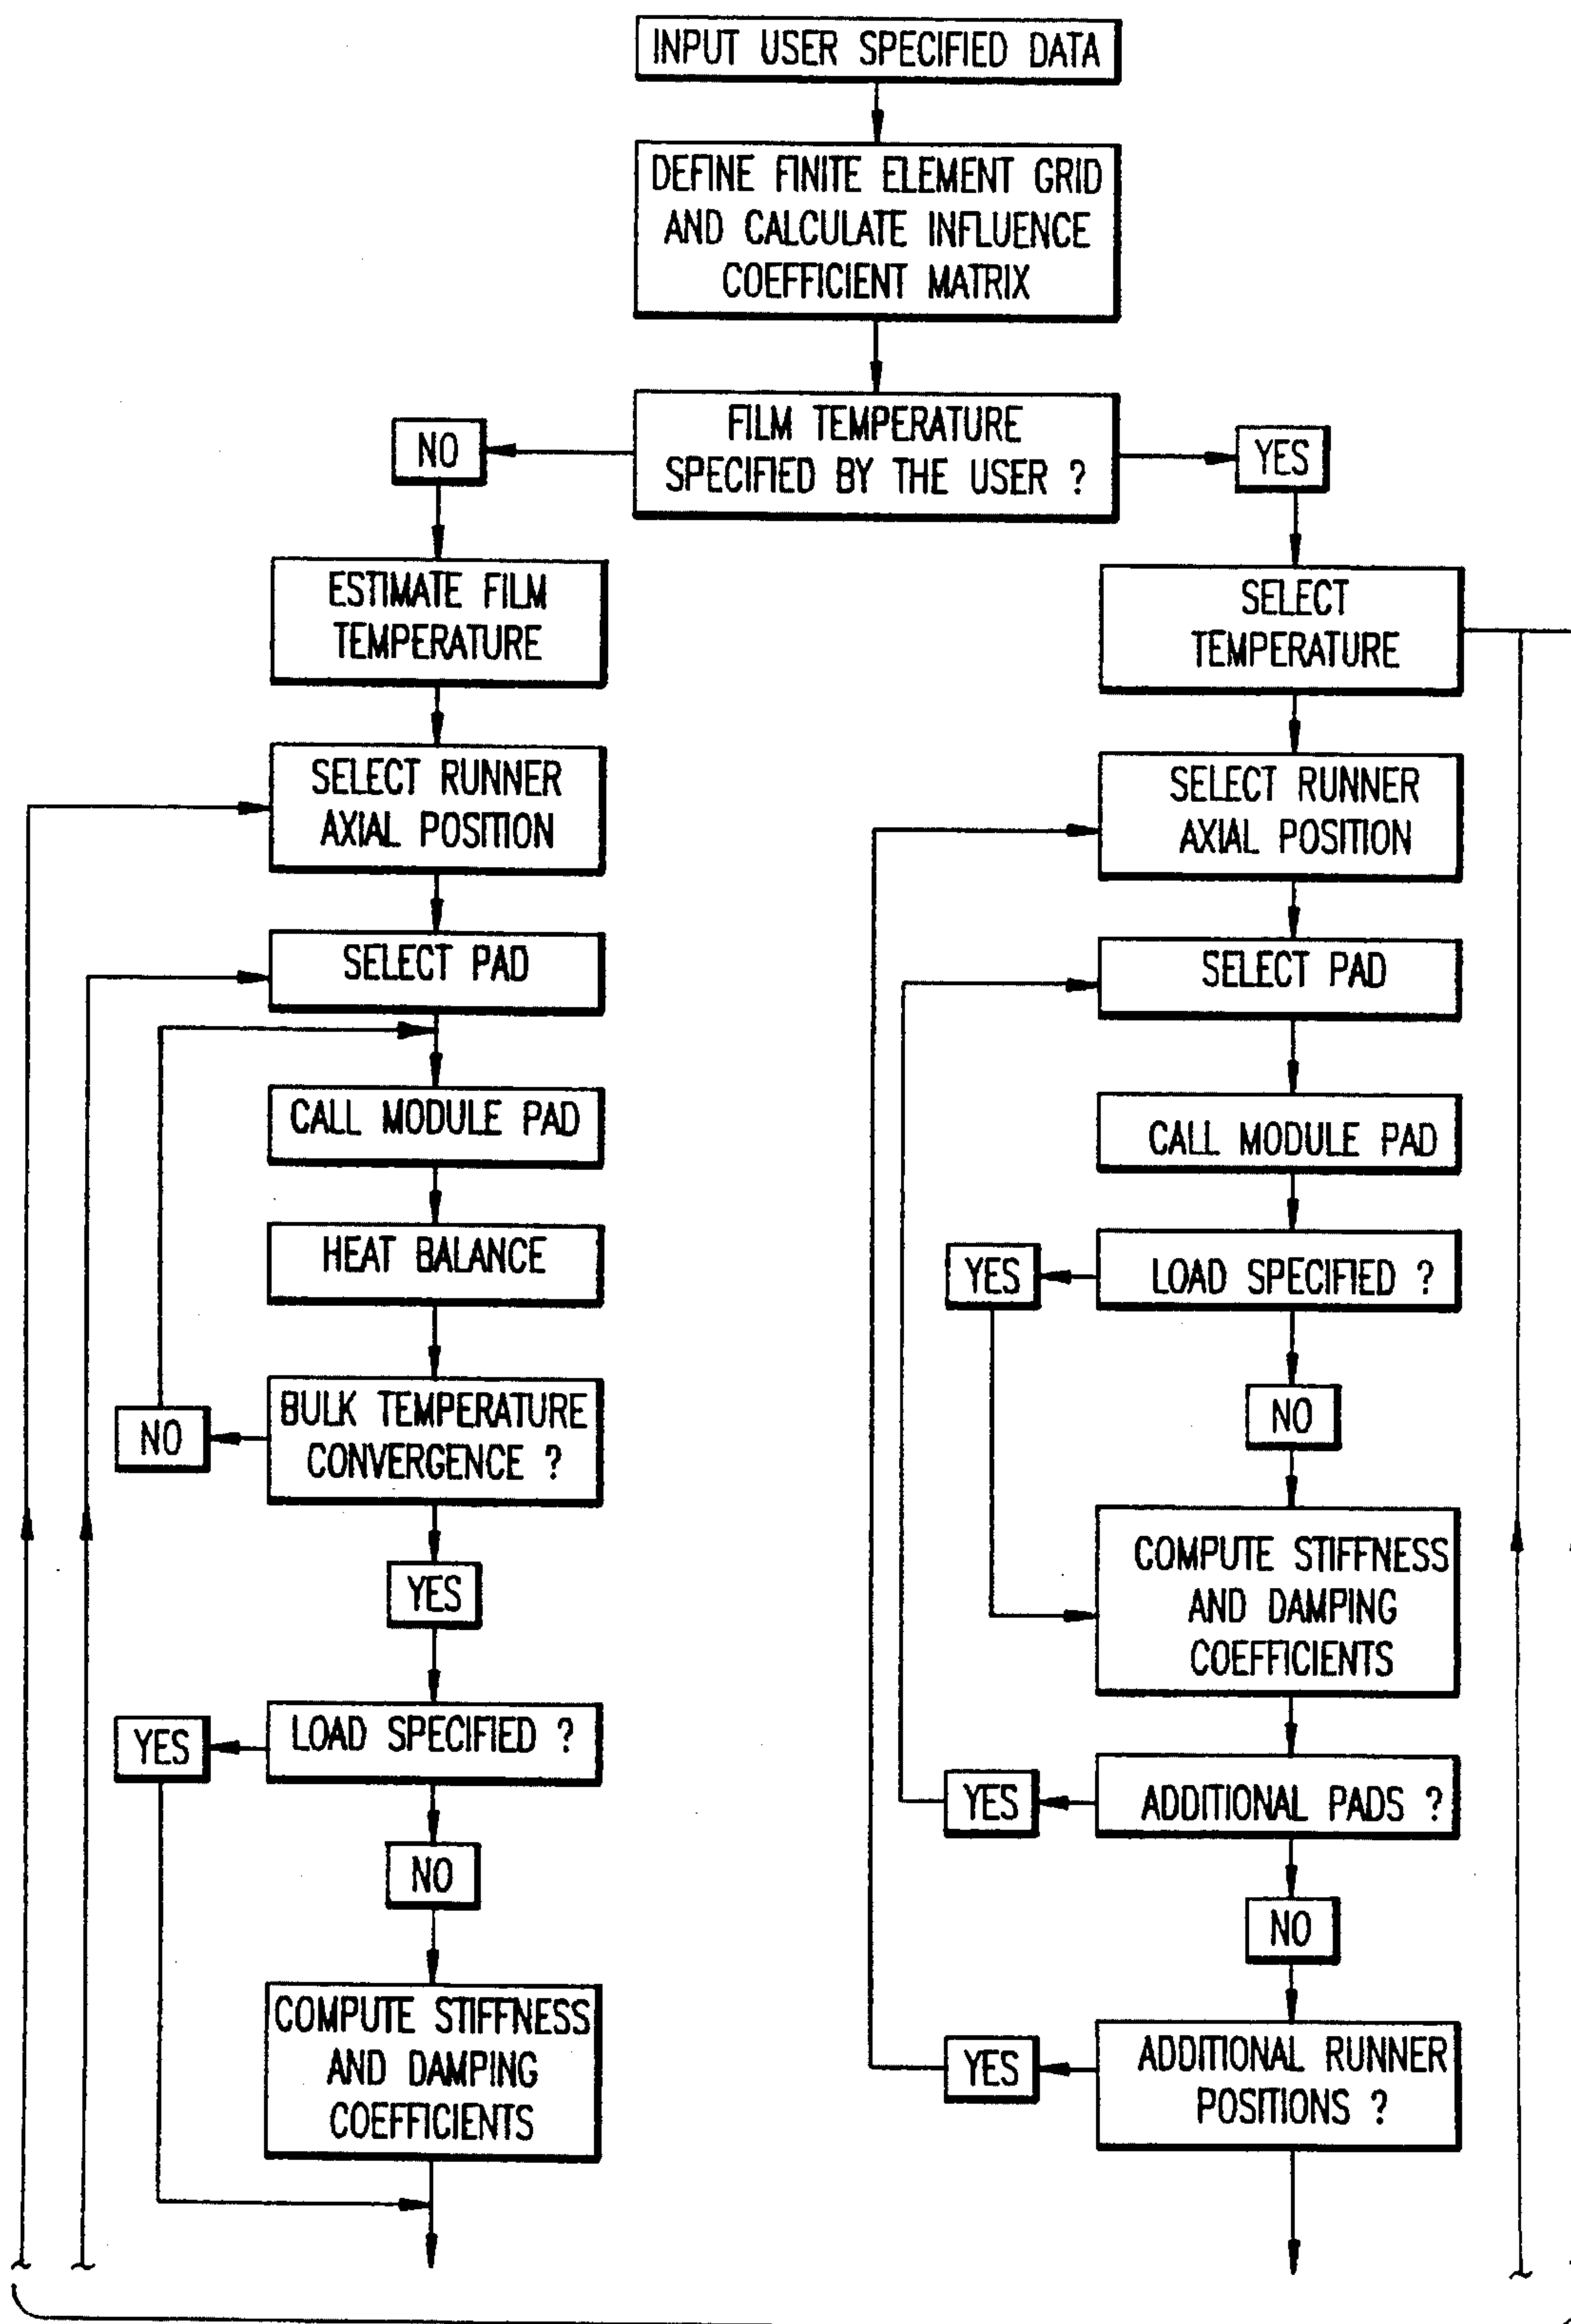 INPUT USER SPECIFIED DATA
DEFINE FINITE ELEMENT GRID
AND CALCULATE INFLUENCE
COEFFICIENT MATRIX
FILM TEMPERATURE
SPECIFIED BY THE USER ?
NO
YES
ESTIMATE FILM
TEMPERATURE
SELECT RUNNER
AXIAL POSITION
SELECT PAD
CALL MODULE PAD
HEAT BALANCE
BULK TEMPERATURE
CONVERGENCE ?
NO
YES
LOAD SPECIFIED ?
YES
NO
COMPUTE STIFFNESS
AND DAMPING
COEFFICIENTS
SELECT
TEMPERATURE
SELECT RUNNER
AXIAL POSITION
SELECT PAD
CALL MODULE PAD
LOAD SPECIFIED ?
YES
NO
COMPUTE STIFFNESS
AND DAMPING
COEFFICIENTS
ADDITIONAL PADS ?
YES
NO
ADDITIONAL RUNNER
POSITIONS ?
YES